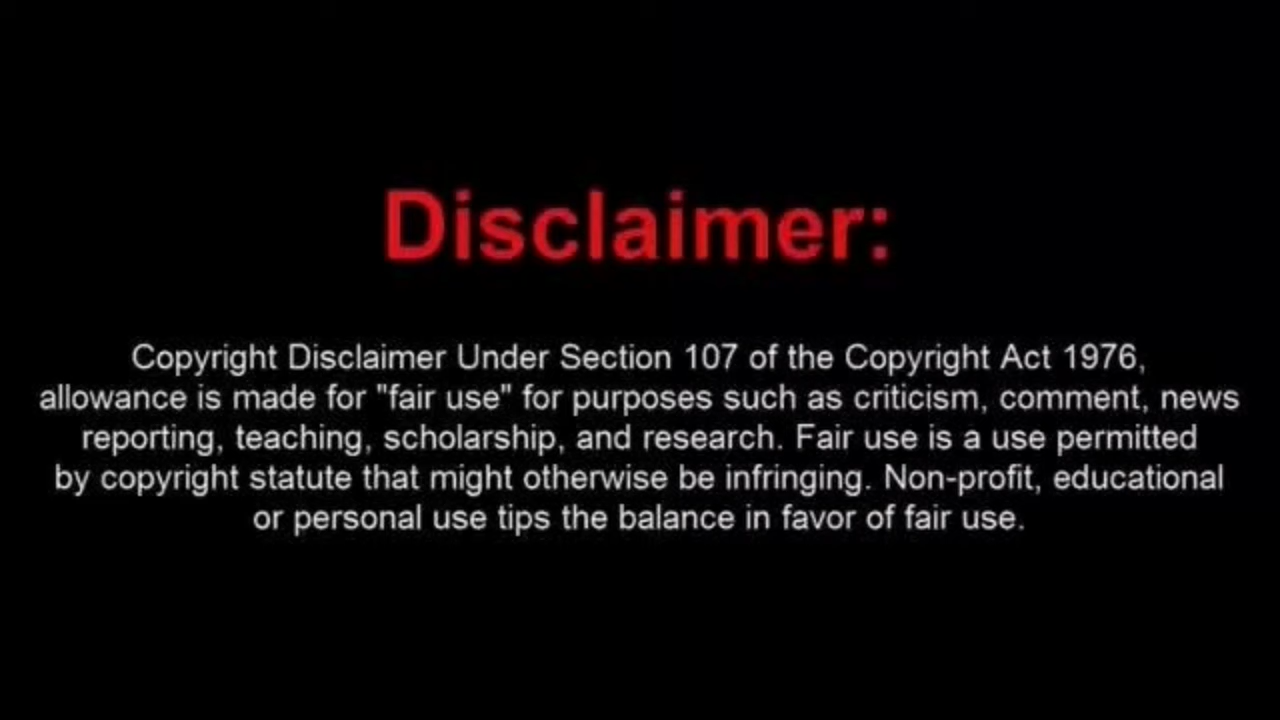 Disclaimer:
Copyright Disclaimer Under Section 107 of the Copyright Act 1976,
allowance is made for "fair use" for purposes such as criticism, comment, news
reporting, teaching, scholarship, and research. Fair use is a use permitted
by copyright statute that might otherwise be infringing. Non-profit, educational
or personal use tips the balance in favor of fair use.